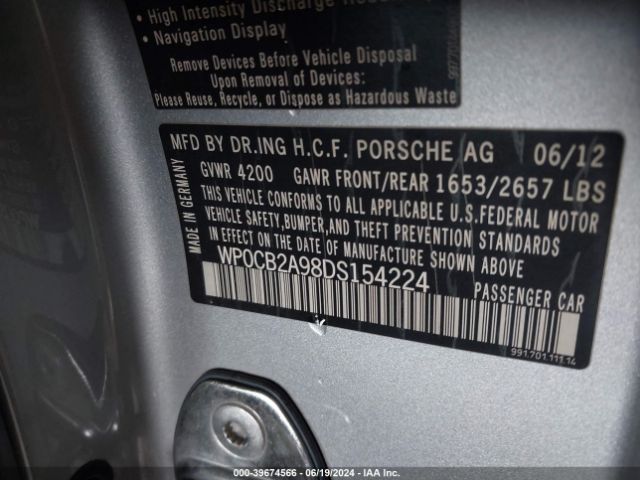 • High Intensity Discharge
• Navigation Display
Remove Devices Before Vehicle Disposal
Upon Removal of Devices:
Please Reuse, Recycle, or Dispose as Hazardous Waste
MFD BY DR.ING H.C.F. PORSCHE AG 06/12
GVWR 4200 GAWR FRONT/REAR 1653/2657 LBS
THIS VEHICLE CONFORMS TO ALL APPLICABLE U.S.FEDERAL MOTOR
VEHICLE SAFETY,BUMPER,AND THEFT PREVENTION STANDARDS
IN EFFECT ON THE DATE OF MANUFACTURE SHOWN ABOVE
WP0CB2A98DS154224
PASSENGER CAR
MADE IN GERMANY
991.701.111.14
000-39674566 - 06/19/2024 - IAA Inc.